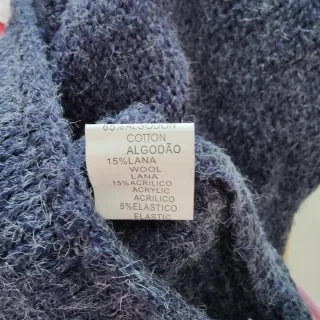 65%ALGODON
COTTON
ALGODÃO
15%LANA
WOOL
LANA
15%ACRILICO
ACRYLIC
ACRILICO
5%ELASTICO
ELASTIC